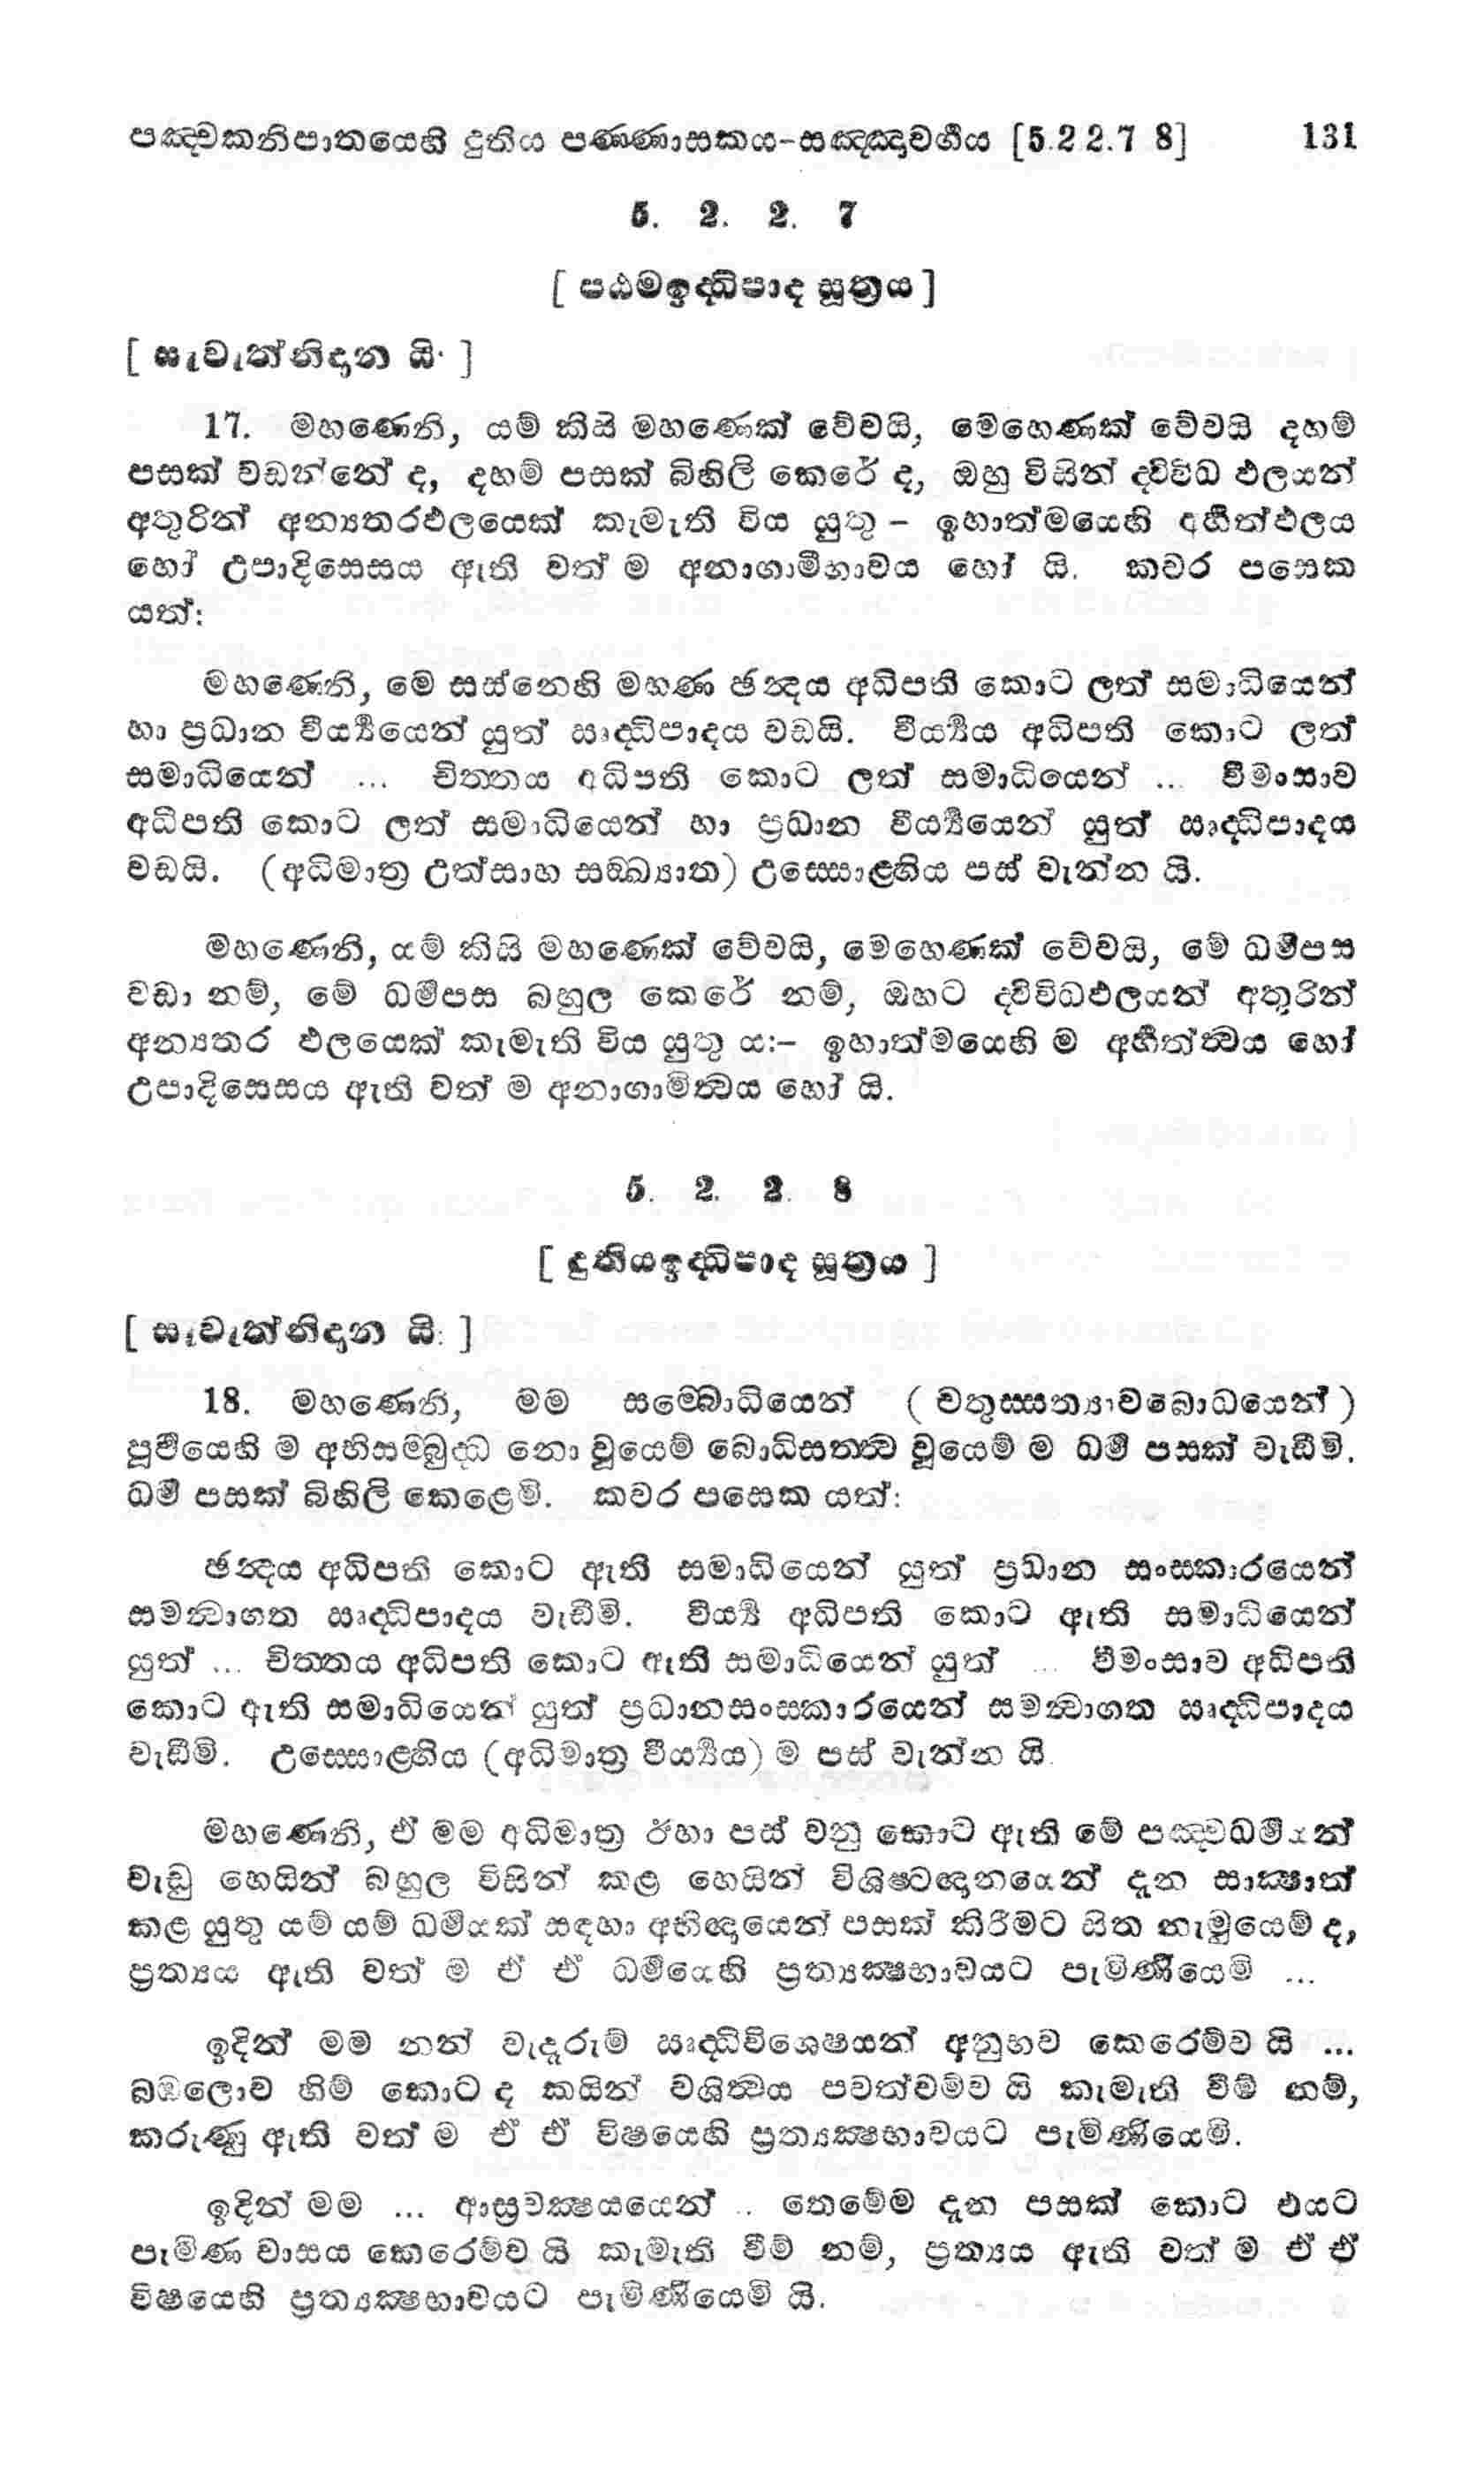 පඤ්චකනිපාතයෙහි දුතිය පණ්ණාසකය-සඤ්ඤාවර්ගය [5.2 2.7 8] 131
5. 2. 2. 7
[ පඨමඉද්ධිපාද සූත්‍රය ]
[ සැවැත්නිදාන යි· ]
17. මහණෙනි, යම් කිසි මහණෙක් වේවයි, මෙහෙණක් වේවයි දහම්
පසක් වඩන්නේ ද, දහම් පසක් බිහිලි කෙරේ ද, ඔහු විසින් ද්විවිධ ඵලයන්
අතුරින් අන්‍යතරඵලයෙක් කැමැති විය යුතු - ඉහාත්මයෙහි අර්හත්ඵලය
හෝ උපාදිසෙසය ඇති වත් ම අනාගාමීභාවය හෝ යි. කවර පසෙක
යත්:
මහණෙනි, මේ සස්නෙහි මහණ ඡන්දය අධිපති කොට ලත් සමාධියෙන්
හා ප්‍රධාන වීර්‍ය්‍යයෙන් යුත් ඍද්ධිපාදය වඩයි. වීර්‍ය්‍යය අධිපති කොට ලත්
සමාධියෙන් ... චිත්තය අධිපති කොට ලත් සමාධියෙන් ... වීමංසාව
අධිපති කොට ලත් සමාධියෙන් හා ප්‍රධාන වීර්‍ය්‍යයෙන් යුත් ඍද්ධිපාදය
වඩයි. (අධිමාත්‍ර උත්සාහ සඞ්ඛ්‍යාත) උස්සොළ්හිය පස් වැන්න යි.
මහණෙනි, යම් කිසි මහණෙක් වේවයි, මෙහෙණක් වේවයි, මේ ධර්මපස
වඩා නම්, මේ ධර්මපස බහුල කෙරේ නම්, ඔහට ද්විවිධඵලයන් අතුරින්
අන්‍යතර ඵලයෙක් කැමැති විය යුතු ය:- ඉහාත්මයෙහි ම අර්හත්ත්වය හෝ
උපාදිසෙසය ඇති වත් ම අනාගාමිත්වය හෝ යි.
5. 2. 2. 8
[ දුතියඉද්ධිපාද සූත්‍රය ]
[ සැවැත්නිදාන යි: ]
18. මහණෙනි, මම සම්බොධියෙන් ( චතුස්සත්‍යාවබොධයෙන් )
පූර්වයෙහි ම අභිසම්බුද්ධ නො වූයෙම් බොධිසත්ත්ව වූයෙම් ම ධර්ම පසක් වැඩීමි.
ධර්ම පසක් බිහිලි කෙළෙමි. කවර පසෙක යත්:
ඡන්දය අධිපති කොට ඇති සමාධියෙන් යුත් ප්‍රධාන සංස්කාරයෙන්
සමන්වාගත ඍද්ධිපාදය වැඩීමි. වීර්‍ය්‍ය අධිපති කොට ඇති සමාධියෙන්
යුත් ... චිත්තය අධිපති කොට ඇති සමාධියෙන් යුත් ... වීමංසාව අධිපති
කොට ඇති සමාධියෙන් යුත් ප්‍රධානසංස්කාරයෙන් සමන්වාගත ඍද්ධිපාදය
වැඩීමි. උස්සොළ්හිය (අධිමාත්‍ර වීර්‍ය්‍යය) ම පස් වැන්න යි.
මහණෙනි, ඒ මම අධිමාත්‍ර ඊහා පස් වනු කොට ඇති මේ පඤ්චධර්මයන්
වැඩූ හෙයින් බහුල විසින් කළ හෙයින් විශිෂ්ටඥානයෙන් දැන සාක්‍ෂාත්
කළ යුතු යම් යම් ධර්මයක් සඳහා අභිඥායෙන් පසක් කිරීමට සිත නැමුයෙම් ද,
ප්‍රත්‍යය ඇති වත් ම ඒ ඒ ධර්මයෙහි ප්‍රත්‍යක්‍ෂභාවයට පැමිණියෙමි ...
ඉදින් මම නන් වැදෑරුම් ඍද්ධිවිශෙෂයන් අනුභව කෙරෙම්ව යි ...
බඹලොව හිම් කොට ද කයින් වශිත්වය පවත්වම්ව යි කැමැති වීම් නම්,
කරුණු ඇති වත් ම ඒ ඒ විෂයෙහි ප්‍රත්‍යක්‍ෂභාවයට පැමිණියෙමි.
ඉදින් මම ... ආස්‍රවක්‍ෂයයෙන් .. තෙමේම දැන පසක් කොට එයට
පැමිණ වාසය කෙරෙම්ව යි කැමැති වීම් නම්, ප්‍රත්‍යය ඇති වත් ම ඒ ඒ
විෂයෙහි ප්‍රත්‍යක්‍ෂභාවයට පැමිණියෙමි යි.